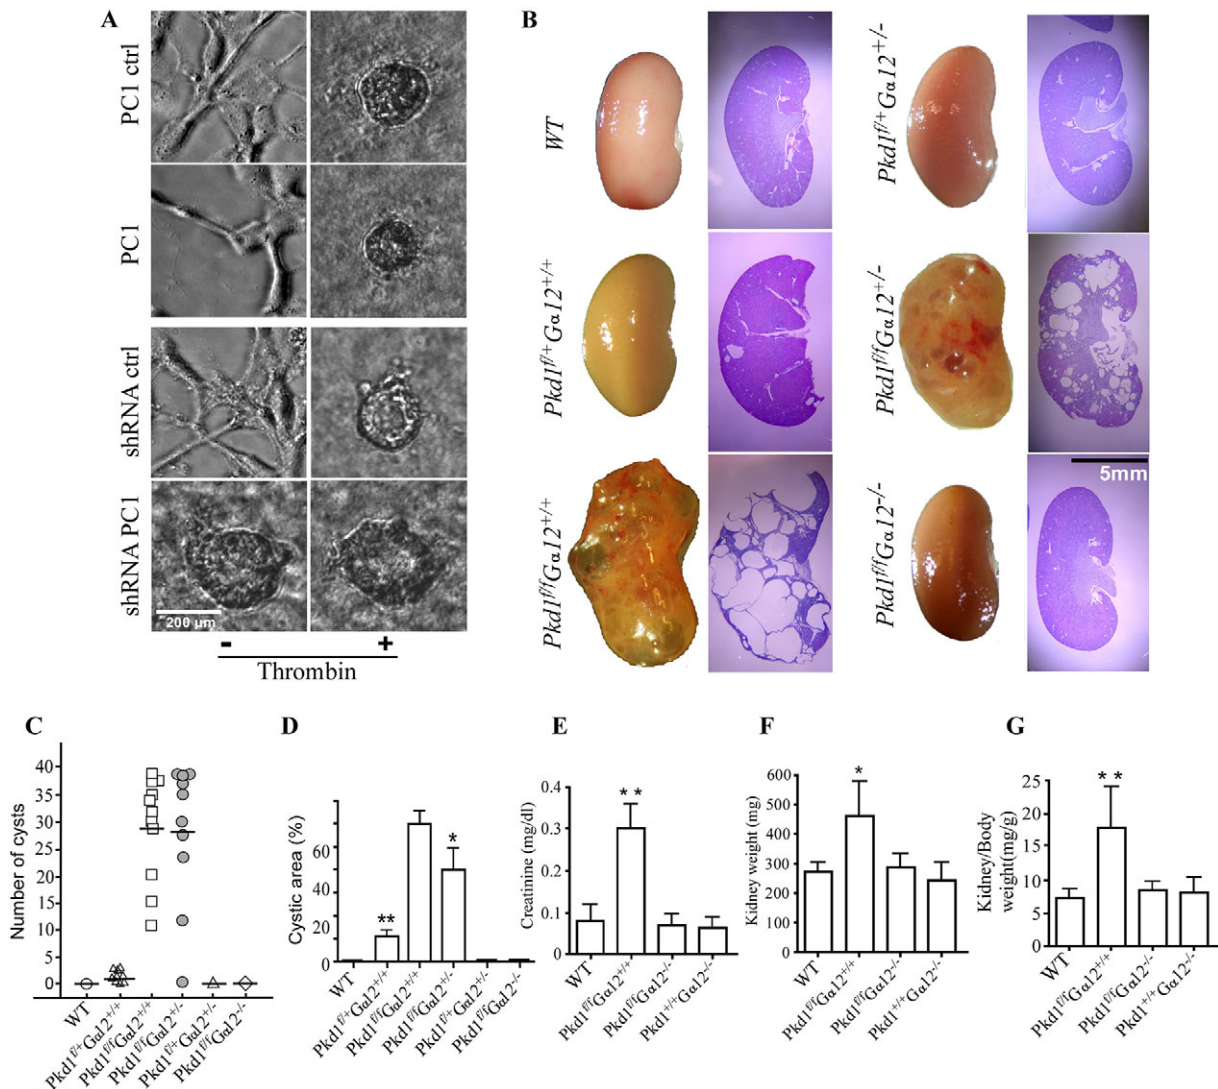 A
PC1 ctrl
PC1
shRNA ctrl
shRNA PC1
200 µm
- +
Thrombin
B
WT
Pkd1f/+Gα12+/+
Pkd1f/fGα12+/+
Pkd1f/+Gα12+/-
Pkd1f/fGα12+/-
5mm
Pkd1f/fGα12-/-
C
Number of cysts
40
35
30
25
20
15
10
5
0
WT
Pkd1f/+Gα12+/+
Pkd1f/fGα12+/+
Pkd1f/fGα12+/-
Pkd1f/+Gα12+/-
Pkd1f/fGα12-/-
D
Cystic area (%)
60
40
20
0
**
*
WT
Pkd1f/+Gα12+/+
Pkd1f/fGα12+/+
Pkd1f/fGα12+/-
Pkd1f/+Gα12+/-
Pkd1f/fGα12-/-
E
Creatinine (mg/dl)
0.4
0.3
0.2
0.1
0
* *
WT
Pkd1f/fGα12+/+
Pkd1f/fGα12-/-
Pkd1+/+Gα12-/-
F
Kidney weight (mg)
600
500
400
300
200
100
0
*
WT
Pkd1f/fGα12+/+
Pkd1f/fGα12-/-
Pkd1+/+Gα12-/-
G
Kidney/Body
weight(mg/g)
25
20
15
10
5
0
* *
WT
Pkd1f/fGα12+/+
Pkd1f/fGα12-/-
Pkd1+/+Gα12-/-